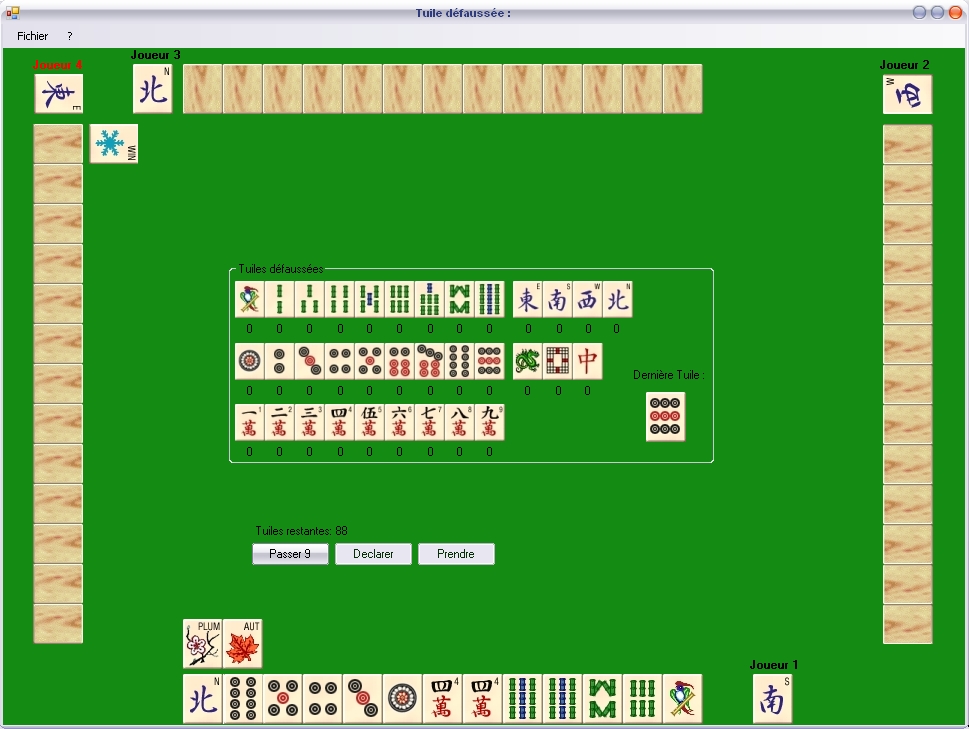 Tuile défaussée :
Fichier ?
Joueur 3
Joueur 4
Joueur 2
北 N
東 E
西 W
WIN
Tuiles défaussées
東 E 南 S 西 W 北 N
0 0 0 0 0 0 0 0 0 0 0 0 0
中
0 0 0 0 0 0 0 0 0 0 0 0
Dernière Tuile :
一萬 1 二萬 2 三萬 3 四萬 4 伍萬 5 六萬 6 七萬 7 八萬 8 九萬 9
0 0 0 0 0 0 0 0 0
Tuiles restantes: 88
Passer 9 Declarer Prendre
PLUM AUT
Joueur 1
北 N 四萬 4 四萬 4 南 S